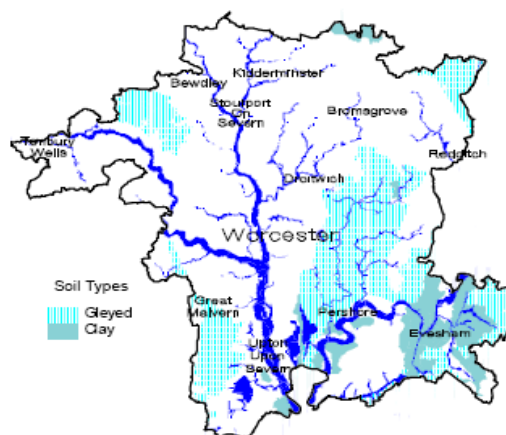 Kidderminster
Bewdley
Stourport
On
Severn
Bromsgrove
Tenbury
Wells
Redditch
Droitwich
Worcester
Soil Types
Gleyed
Clay
Great
Malvern
Pershore
Evesham
Upton
Upon
Severn